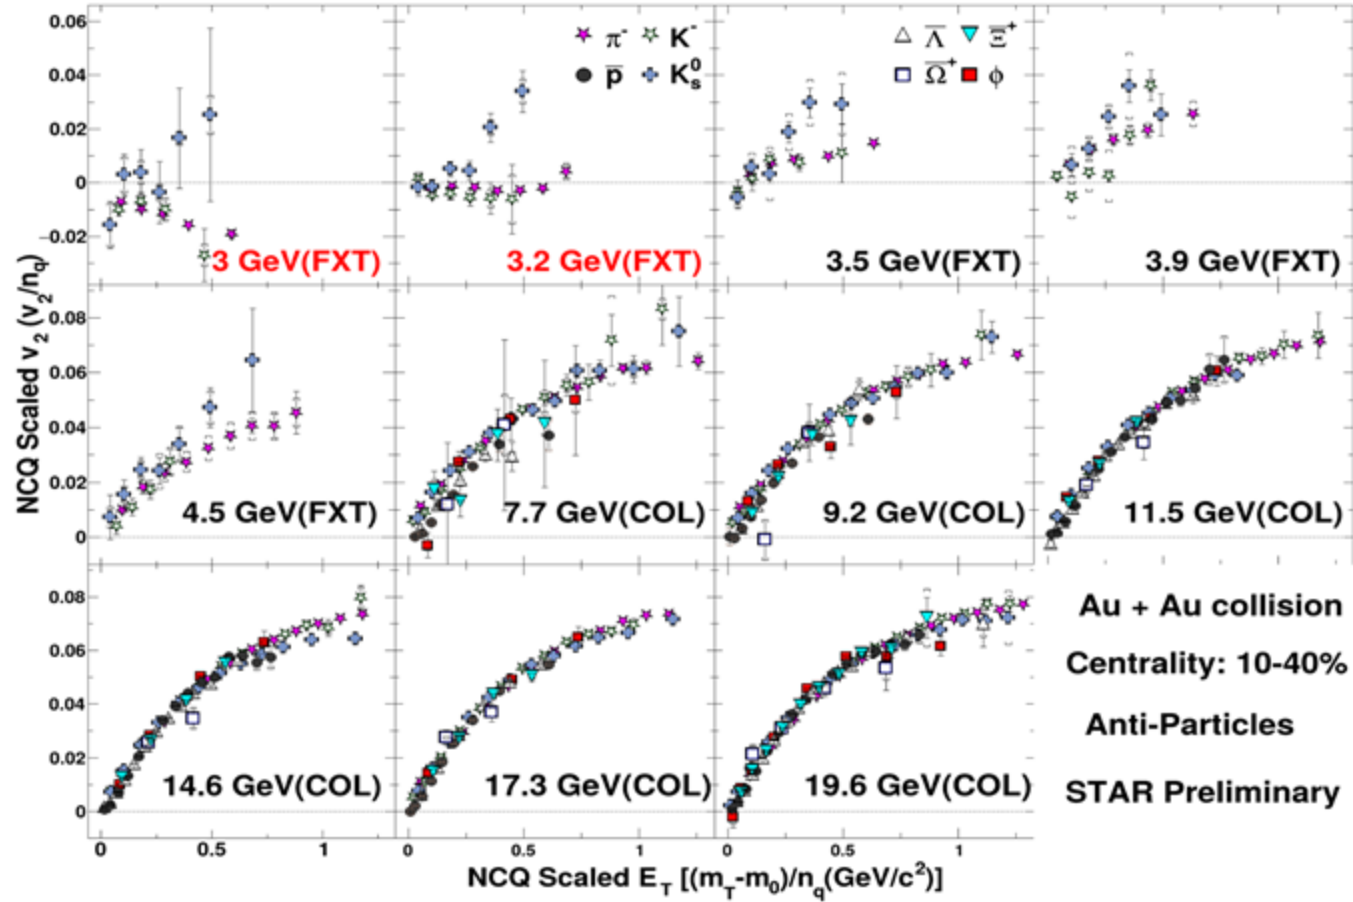 NCQ Scaled v2 (v2/nq)
0.06
0.04
0.02
0
−0.02
π- K-
p̅ K0s
Λ̅ Ξ̅+
Ω̅+ ϕ
3 GeV(FXT)
3.2 GeV(FXT)
3.5 GeV(FXT)
3.9 GeV(FXT)
0.08
0.06
0.04
0.02
0
4.5 GeV(FXT)
7.7 GeV(COL)
9.2 GeV(COL)
11.5 GeV(COL)
0.08
0.06
0.04
0.02
0
14.6 GeV(COL)
17.3 GeV(COL)
19.6 GeV(COL)
Au + Au collision
Centrality: 10-40%
Anti-Particles
STAR Preliminary
0 0.5 1
0 0.5 1
0 0.5 1
NCQ Scaled ET [(mT-m0)/nq(GeV/c2)]